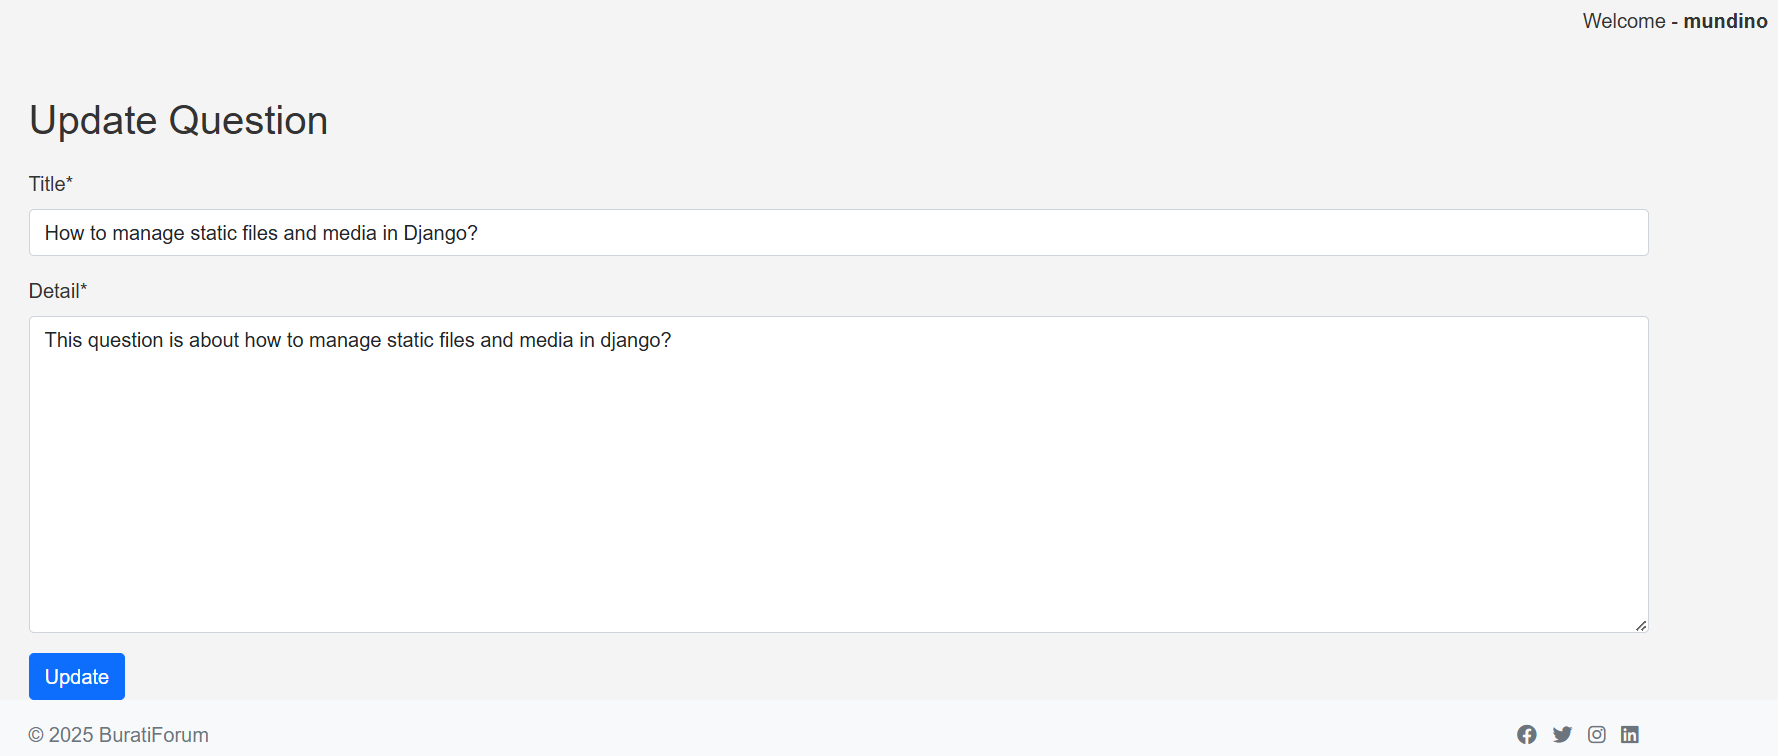 Welcome - mundino
Update Question
Title*
How to manage static files and media in Django?
Detail*
This question is about how to manage static files and media in django?
Update
© 2025 BuratiForum